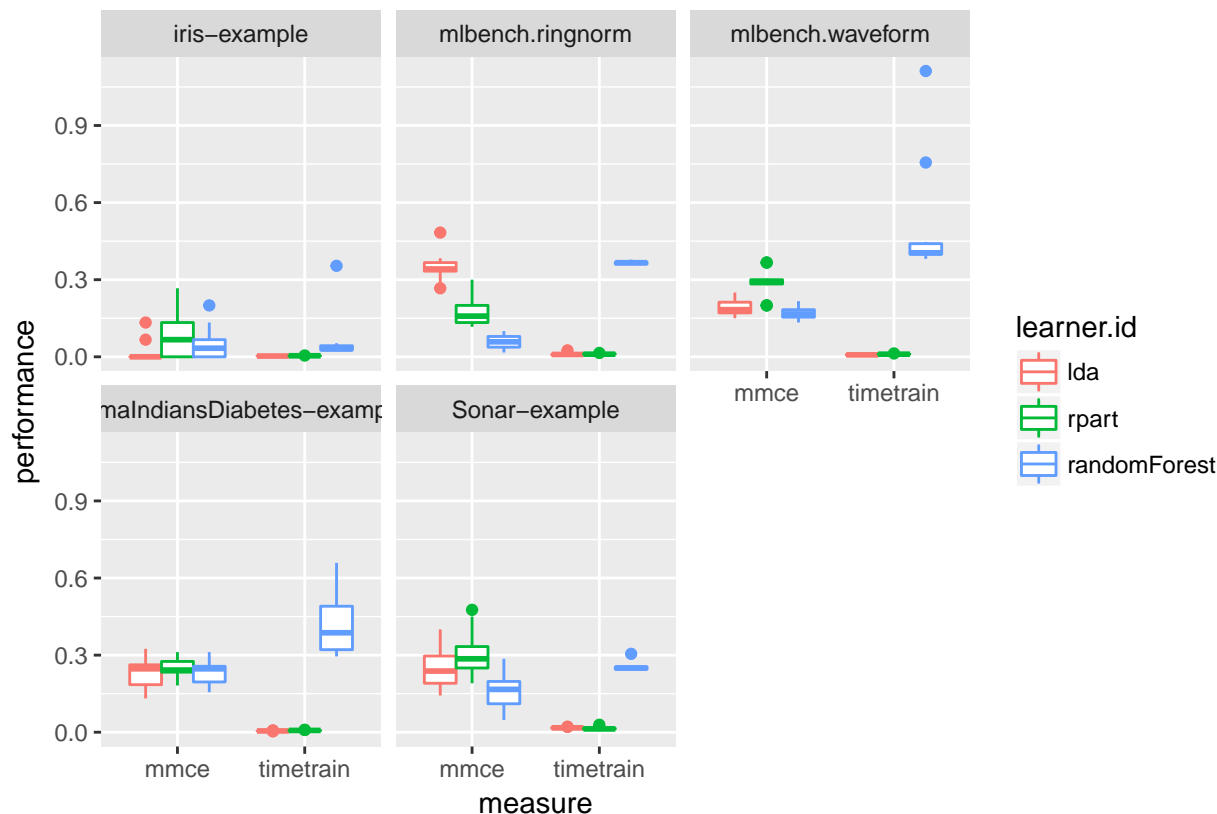 iris−example
mlbench.ringnorm
mlbench.waveform
performance
0.9
0.6
0.3
0.0
maIndiansDiabetes−examp
Sonar−example
mmce
timetrain
0.9
0.6
0.3
0.0
mmce
timetrain
mmce
timetrain
measure
learner.id
lda
rpart
randomForest